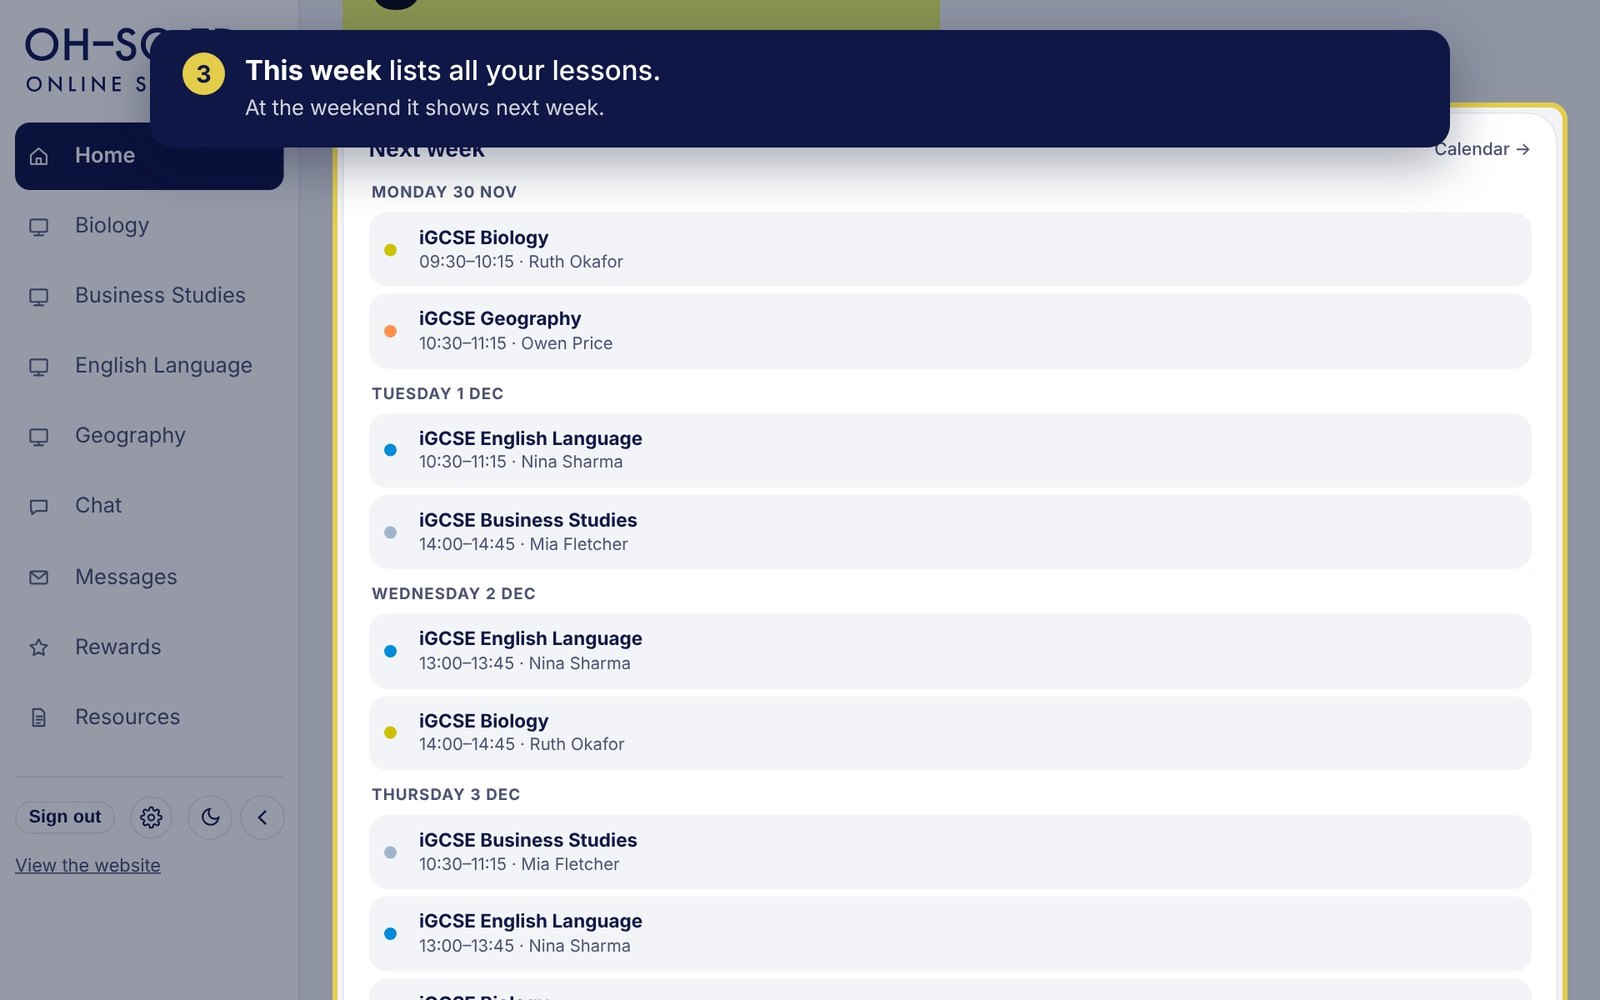 OH-SC
ONLINE S
3
This week lists all your lessons.
At the weekend it shows next week.
Home
Biology
Business Studies
English Language
Geography
Chat
Messages
Rewards
Resources
Sign out
View the website
Next week
Calendar →
MONDAY 30 NOV
iGCSE Biology
09:30–10:15 · Ruth Okafor
iGCSE Geography
10:30–11:15 · Owen Price
TUESDAY 1 DEC
iGCSE English Language
10:30–11:15 · Nina Sharma
iGCSE Business Studies
14:00–14:45 · Mia Fletcher
WEDNESDAY 2 DEC
iGCSE English Language
13:00–13:45 · Nina Sharma
iGCSE Biology
14:00–14:45 · Ruth Okafor
THURSDAY 3 DEC
iGCSE Business Studies
10:30–11:15 · Mia Fletcher
iGCSE English Language
13:00–13:45 · Nina Sharma
iGCSE Biology